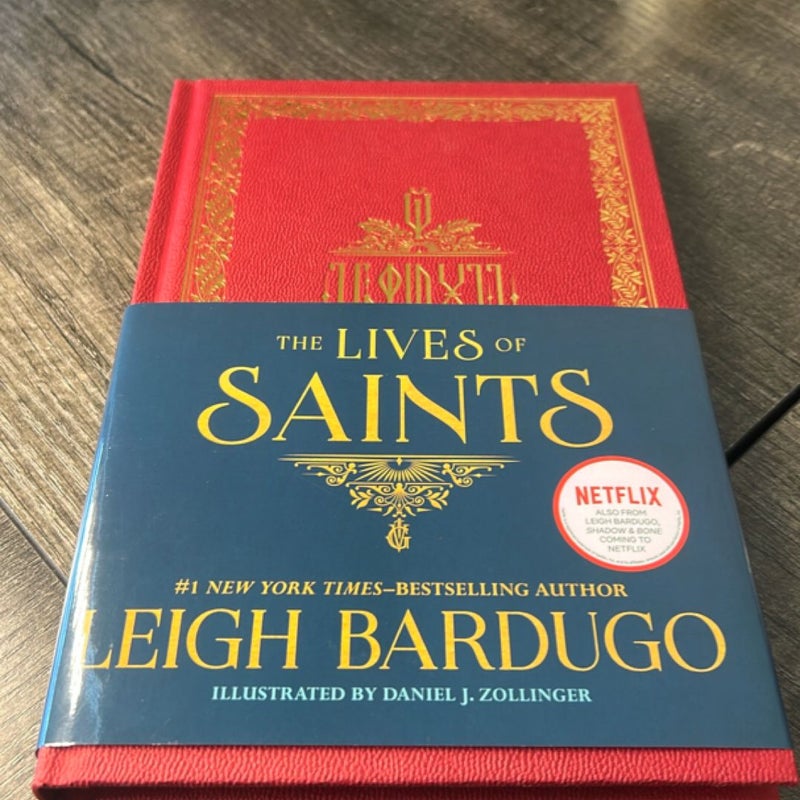 THE LIVES OF
SAINTS
NETFLIX
ALSO FROM
LEIGH BARDUGO,
SHADOW & BONE
COMING TO
NETFLIX
#1 NEW YORK TIMES–BESTSELLING AUTHOR
LEIGH BARDUGO
ILLUSTRATED BY DANIEL J. ZOLLINGER